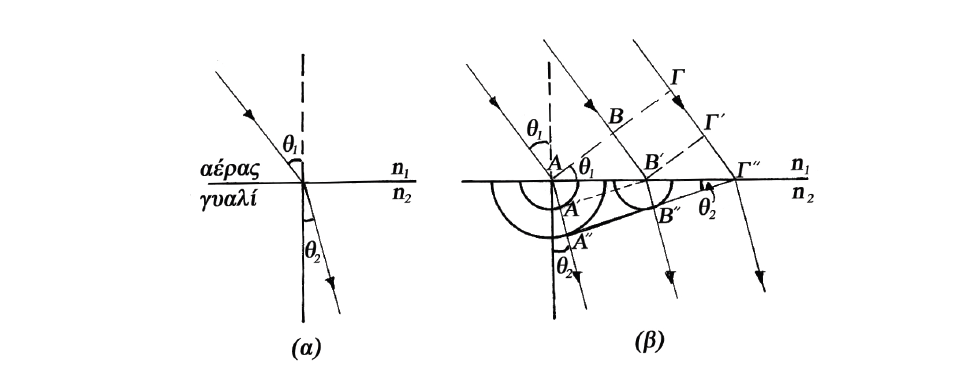 θ₁
αέρας n₁
γυαλί n₂
θ₂
(α)
Γ
B
Γ′
θ₁
A θ₁ B′ Γ″ n₁
A′ B″ θ₂ n₂
A″
θ₂
(β)